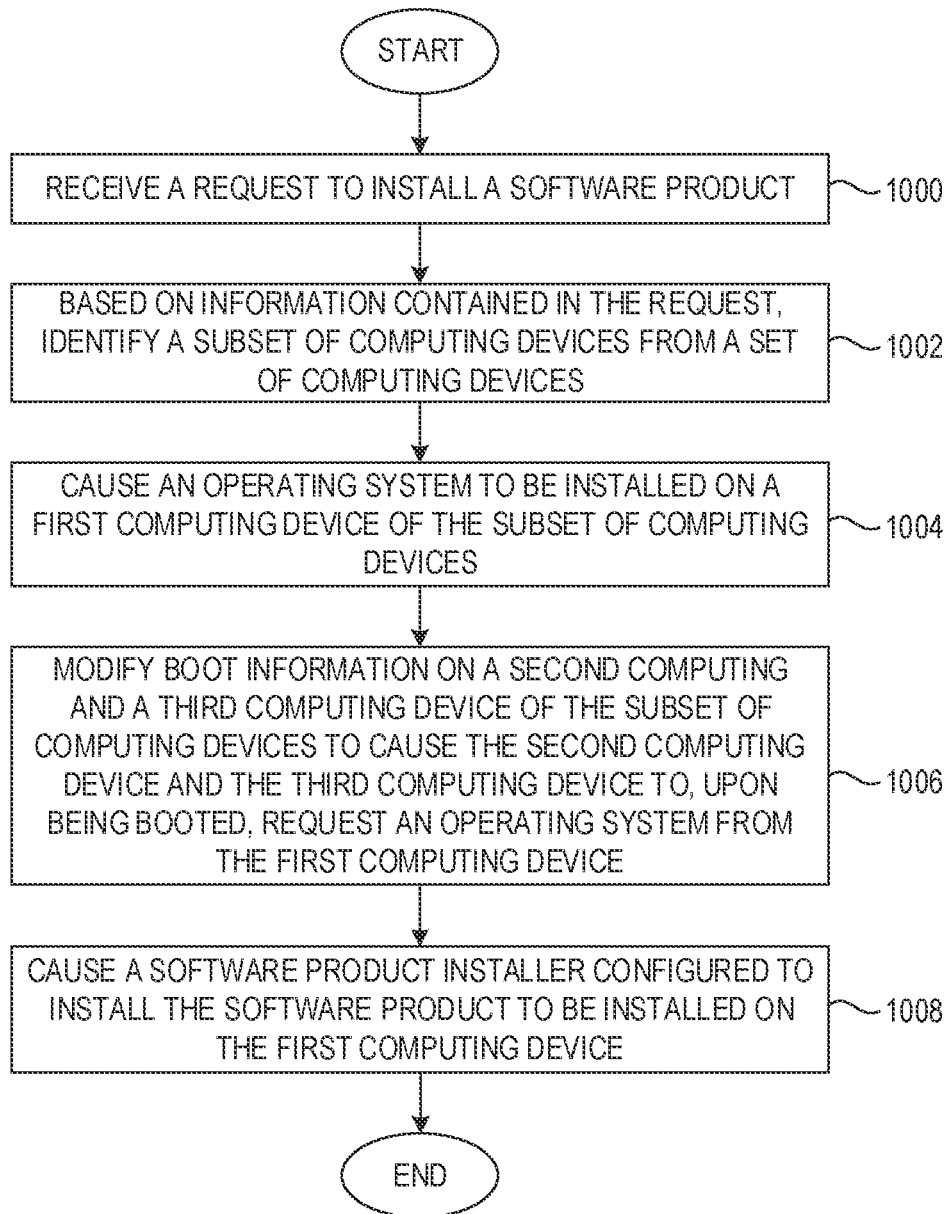 START
RECEIVE A REQUEST TO INSTALL A SOFTWARE PRODUCT
1000
BASED ON INFORMATION CONTAINED IN THE REQUEST,
IDENTIFY A SUBSET OF COMPUTING DEVICES FROM A SET
OF COMPUTING DEVICES
1002
CAUSE AN OPERATING SYSTEM TO BE INSTALLED ON A
FIRST COMPUTING DEVICE OF THE SUBSET OF COMPUTING
DEVICES
1004
MODIFY BOOT INFORMATION ON A SECOND COMPUTING
AND A THIRD COMPUTING DEVICE OF THE SUBSET OF
COMPUTING DEVICES TO CAUSE THE SECOND COMPUTING
DEVICE AND THE THIRD COMPUTING DEVICE TO, UPON
BEING BOOTED, REQUEST AN OPERATING SYSTEM FROM
THE FIRST COMPUTING DEVICE
1006
CAUSE A SOFTWARE PRODUCT INSTALLER CONFIGURED TO
INSTALL THE SOFTWARE PRODUCT TO BE INSTALLED ON
THE FIRST COMPUTING DEVICE
1008
END